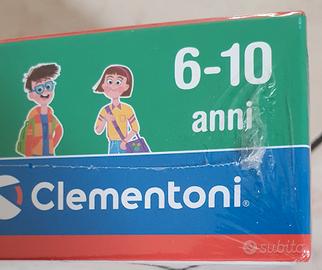 6-10
anni
Clementoni®
subito